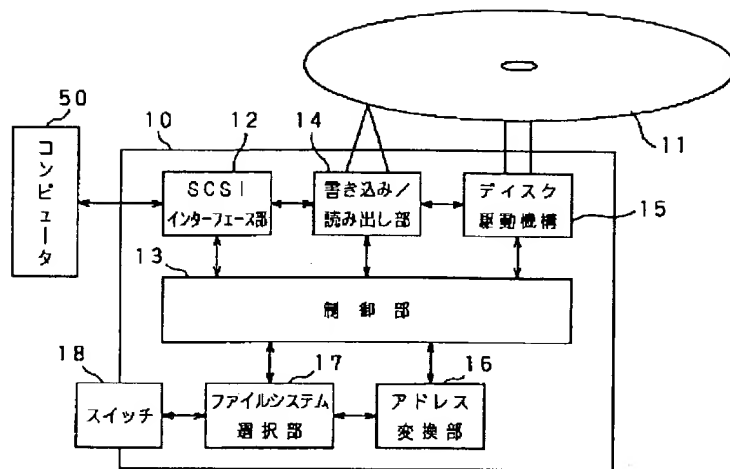 50
コンピュータ
10
12
SCSI
インターフェース部
14
書き込み/
読み出し部
11
ディスク
駆動機構
15
13
制御部
18
スイッチ
17
ファイルシステム
選択部
16
アドレス
変換部